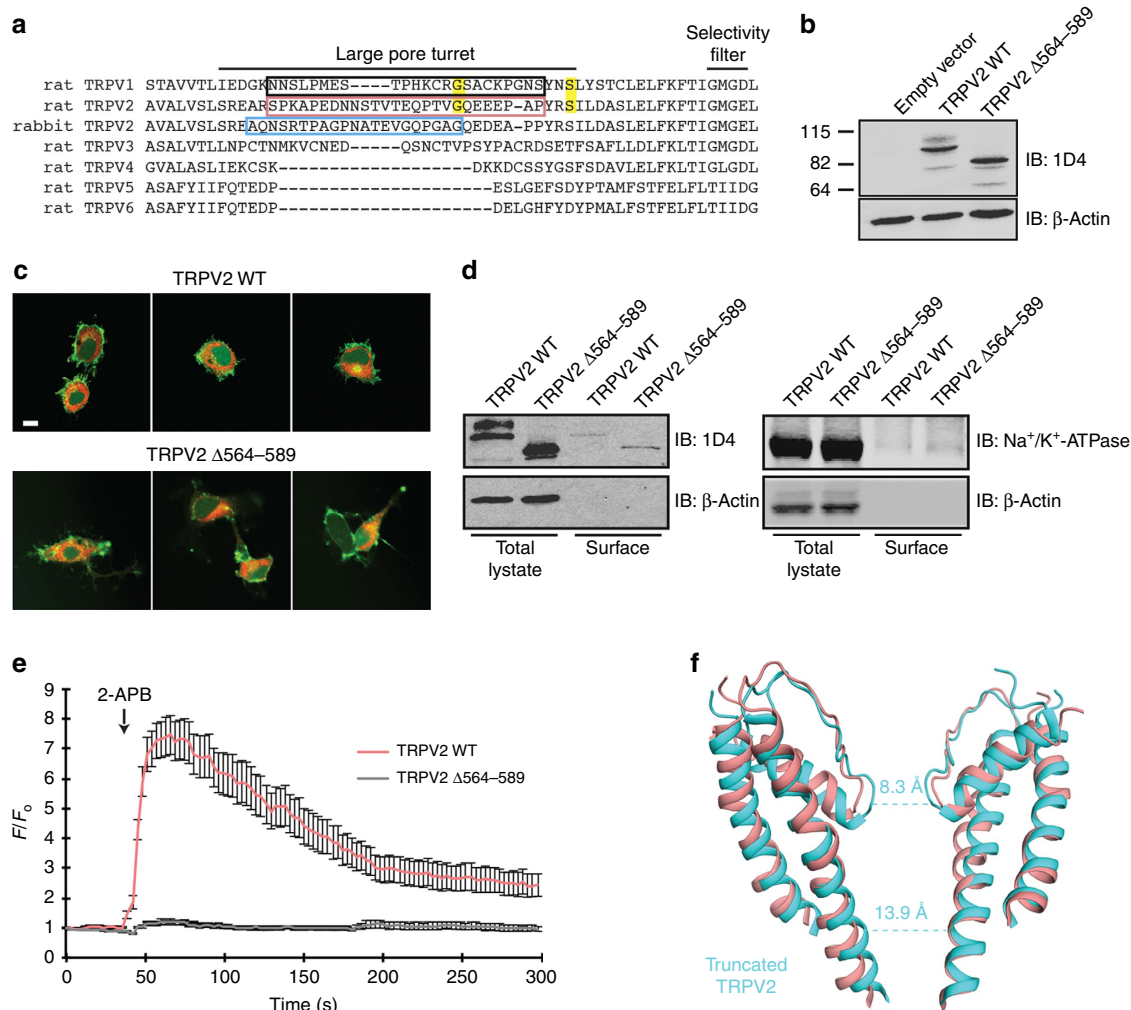 a
Large pore turret
Selectivity
filter
rat TRPV1 STAVVTLIEDGKNNSLPMES----TPHKCRGSACKPGNSYNSLYSTCLELFKFTIGMGDL
rat TRPV2 AVALVSLSREARSPKAPEDNNSTVTEQPTVGQEEEP-APYRSILDASLELFKFTIGMGEL
rabbit TRPV2 AVALVSLSREAQNSRTPAGPNATEVGQPGAGQEDEA-PPYRSILDASLELFKFTIGMGEL
rat TRPV3 ASALVTLLNPCTNMKVCNED----QSNCTVPSYPACRDSETFSAFLLDLFKLTIGMGDL
rat TRPV4 GVALASLIEKCSK----------------DKKDCSSYGSFSDAVLELFKLTIGLGDL
rat TRPV5 ASAFYIIFQTEDP------------------ESLGEFSDYPTAMFSTFELFLTIIDG
rat TRPV6 ASAFYIIFQTEDP------------------DELGHFYDYPMALFSTFELFLTIIDG
b
Empty vector
TRPV2 WT
TRPV2 Δ564–589
115
82
64
IB: 1D4
IB: β-Actin
c
TRPV2 WT
TRPV2 Δ564–589
d
TRPV2 WT
TRPV2 Δ564–589
TRPV2 WT
TRPV2 Δ564–589
IB: 1D4
IB: β-Actin
Total
lystate
Surface
TRPV2 WT
TRPV2 Δ564–589
TRPV2 WT
TRPV2 Δ564–589
IB: Na⁺/K⁺-ATPase
IB: β-Actin
Total
lystate
Surface
e
9
8
7
6
5
4
3
2
1
0
F/Fo
2-APB
TRPV2 WT
TRPV2 Δ564–589
0
50
100
150
200
250
300
Time (s)
f
8.3 Å
13.9 Å
Truncated
TRPV2